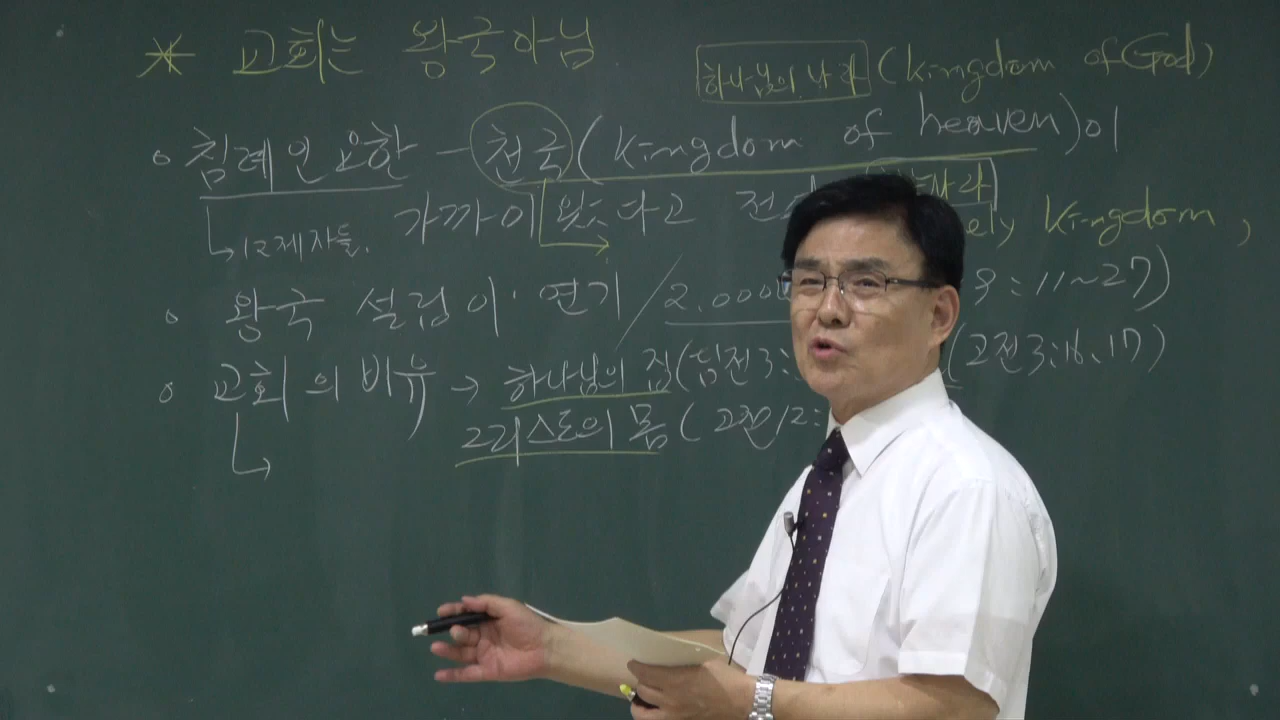 * 교회는 왕국아님
하나님의 나라 (kingdom of God)
◦ 침례인 요한 – 천국(kingdom of heaven)이
↳ 12제자들. 가까이 왔다고
kingdom,
◦ 왕국 설립이 연기 / 2.000 9:11~27)
◦ 교회의 비유 → 하나님의 집(딤전3: (고전3:16、17)
그리스도의 몸 (고전12: